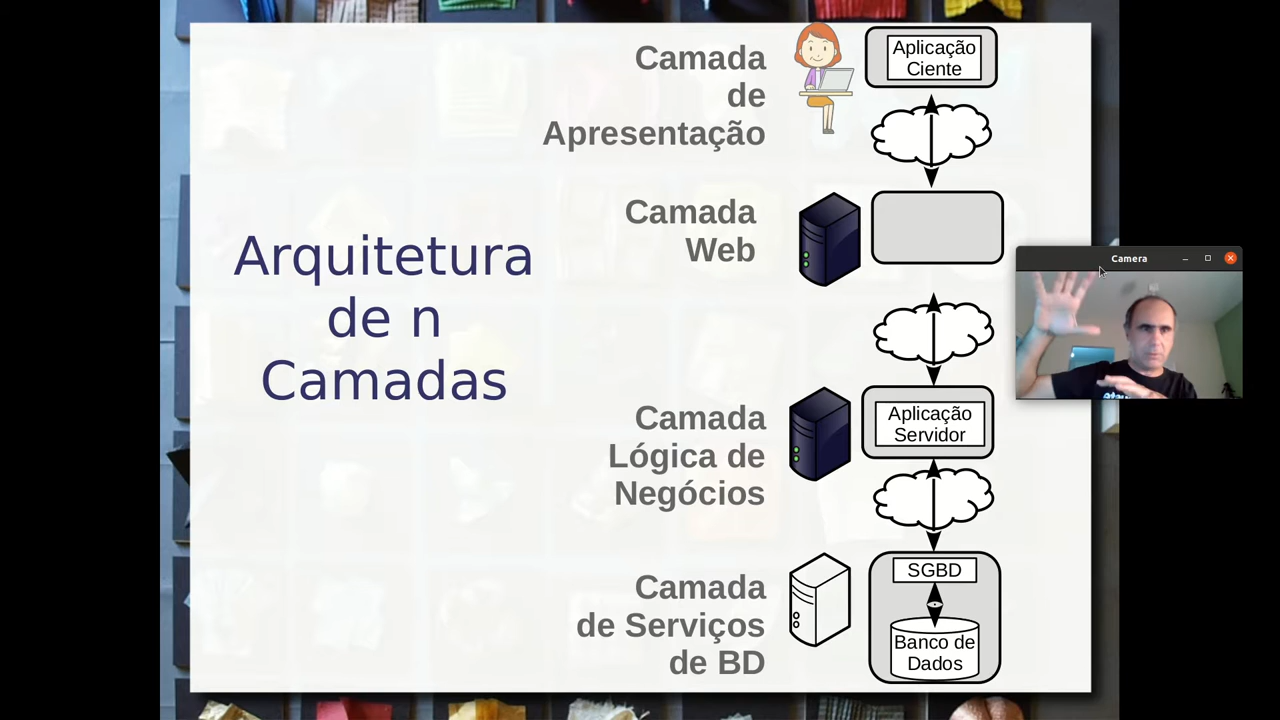 Arquitetura
de n
Camadas
Camada
de
Apresentação
Aplicação
Ciente
Camada
Web
Camera
Camada
Lógica de
Negócios
Aplicação
Servidor
Camada
de Serviços
de BD
SGBD
Banco de
Dados